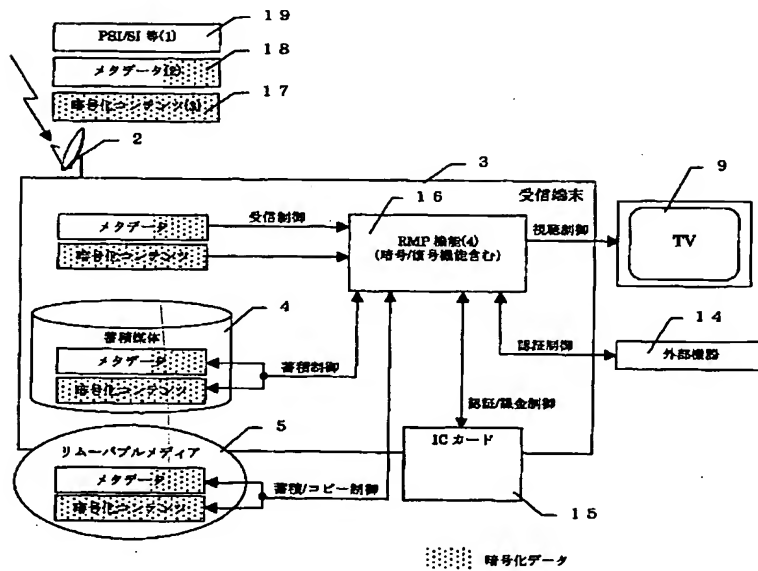 PSI/SI 等(1)
19
メタデータ(2)
18
暗号化コンテンツ(3)
17
2
3
受信端末
9
TV
メタデータ
暗号化コンテンツ
受信制御
16
RMP 機能(4)
(暗号/復号機能含む)
視聴制御
4
蓄積媒体
メタデータ
暗号化コンテンツ
蓄積制御
認証制御
14
外部機器
認証/課金制御
5
リムーバブルメディア
メタデータ
暗号化コンテンツ
蓄積/コピー制御
ICカード
15
暗号化データ